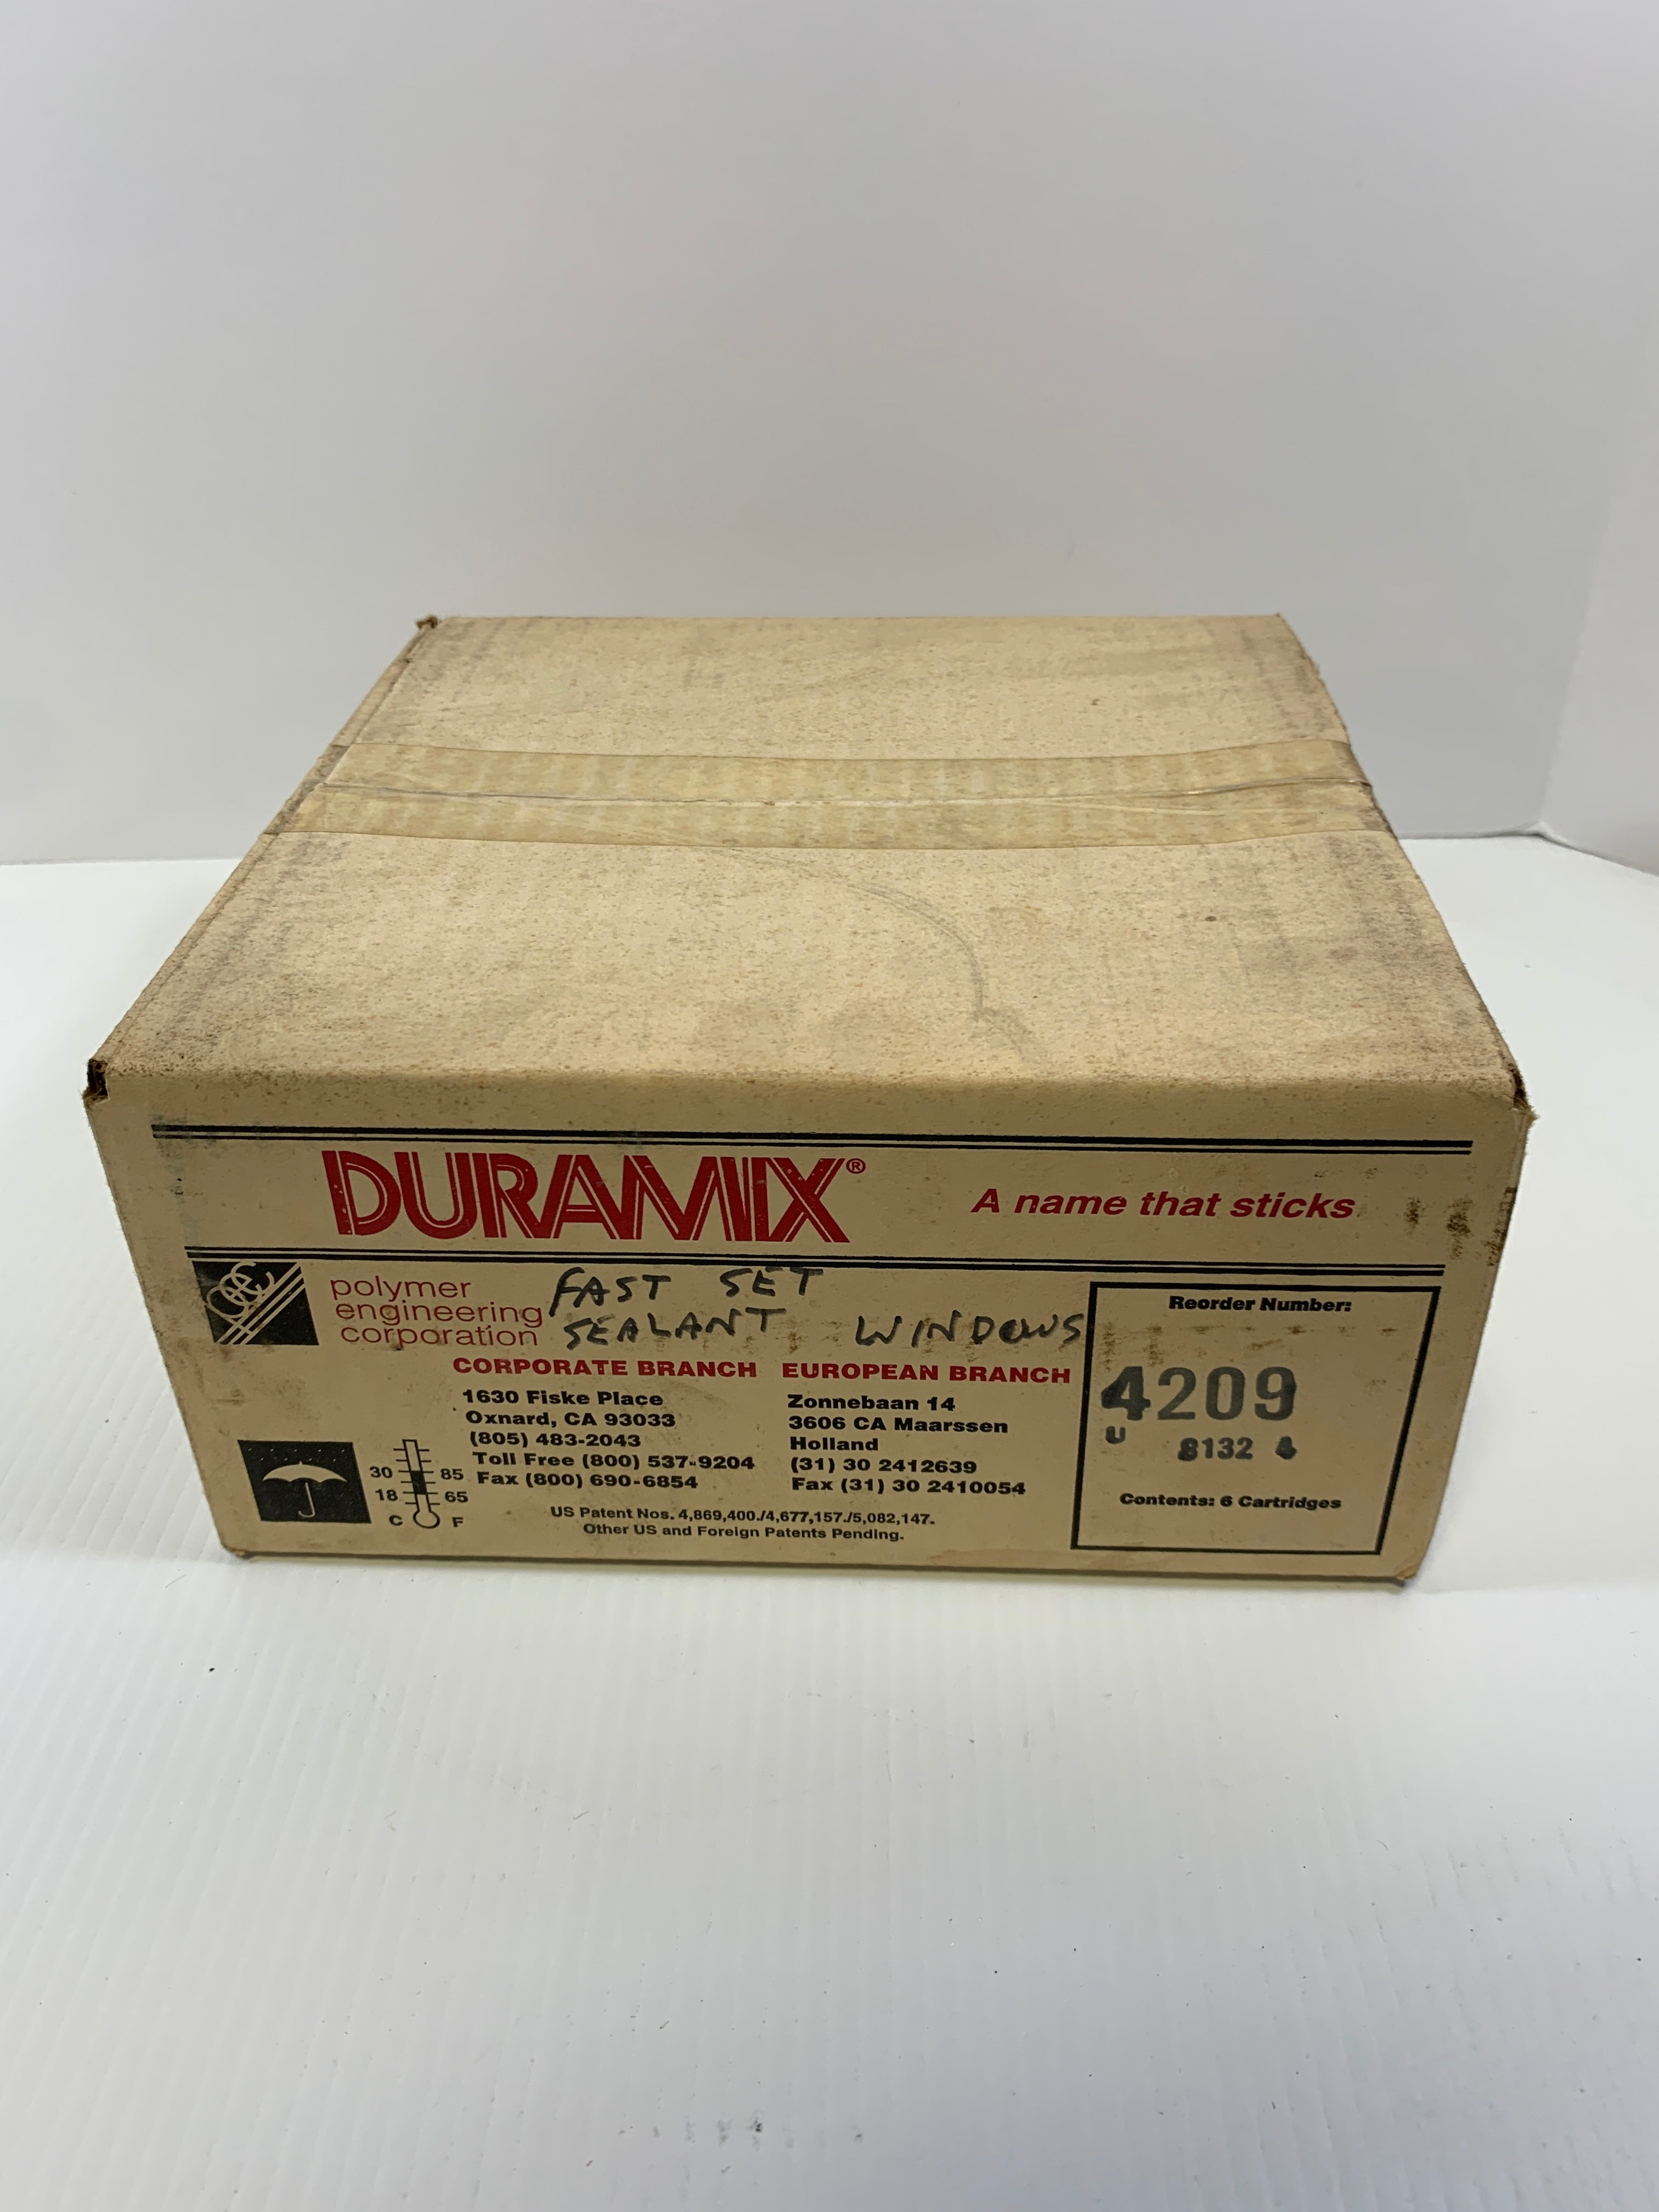 DURAMIX®
A name that sticks
polymer
engineering
corporation
FAST SET
SEALANT WINDOWS
CORPORATE BRANCH
1630 Fiske Place
Oxnard, CA 93033
(805) 483-2043
Toll Free (800) 537-9204
Fax (800) 690-6854
EUROPEAN BRANCH
Zonnebaan 14
3606 CA Maarssen
Holland
(31) 30 2412639
Fax (31) 30 2410054
30 85
18 65
C F
US Patent Nos. 4,869,400./4,677,157./5,082,147.
Other US and Foreign Patents Pending.
Reorder Number:
4209
U 8132 4
Contents: 6 Cartridges